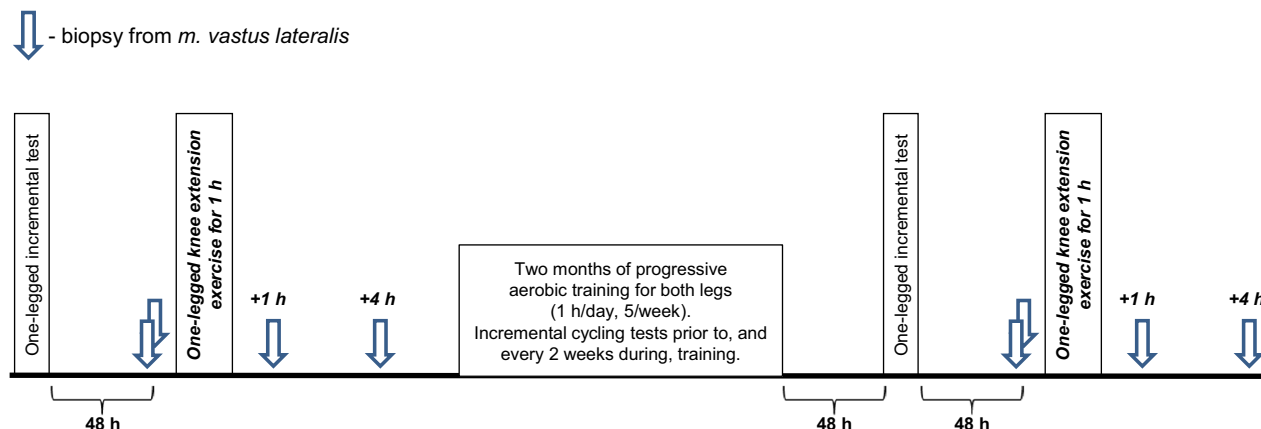 - biopsy from m. vastus lateralis
One-legged incremental test
One-legged knee extension
exercise for 1 h
+1 h
+4 h
Two months of progressive
aerobic training for both legs
(1 h/day, 5/week).
Incremental cycling tests prior to, and
every 2 weeks during, training.
One-legged incremental test
One-legged knee extension
exercise for 1 h
+1 h
+4 h
48 h
48 h
48 h